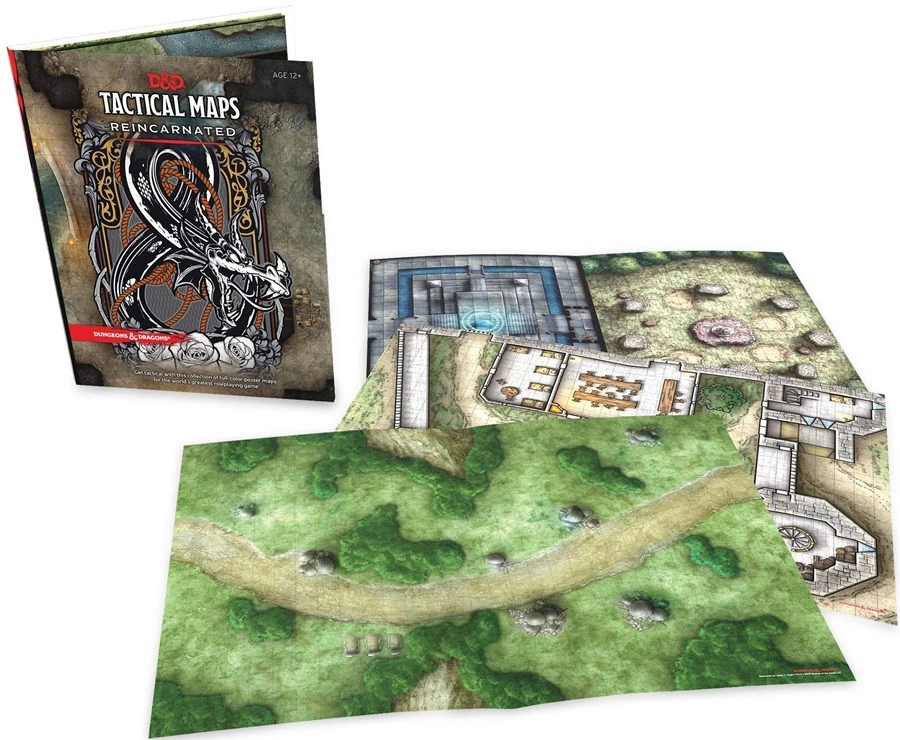 D&D
AGE 12+
TACTICAL MAPS
REINCARNATED
DUNGEONS & DRAGONS®
Get tactical with this collection of full-color poster maps
for the world's greatest roleplaying game